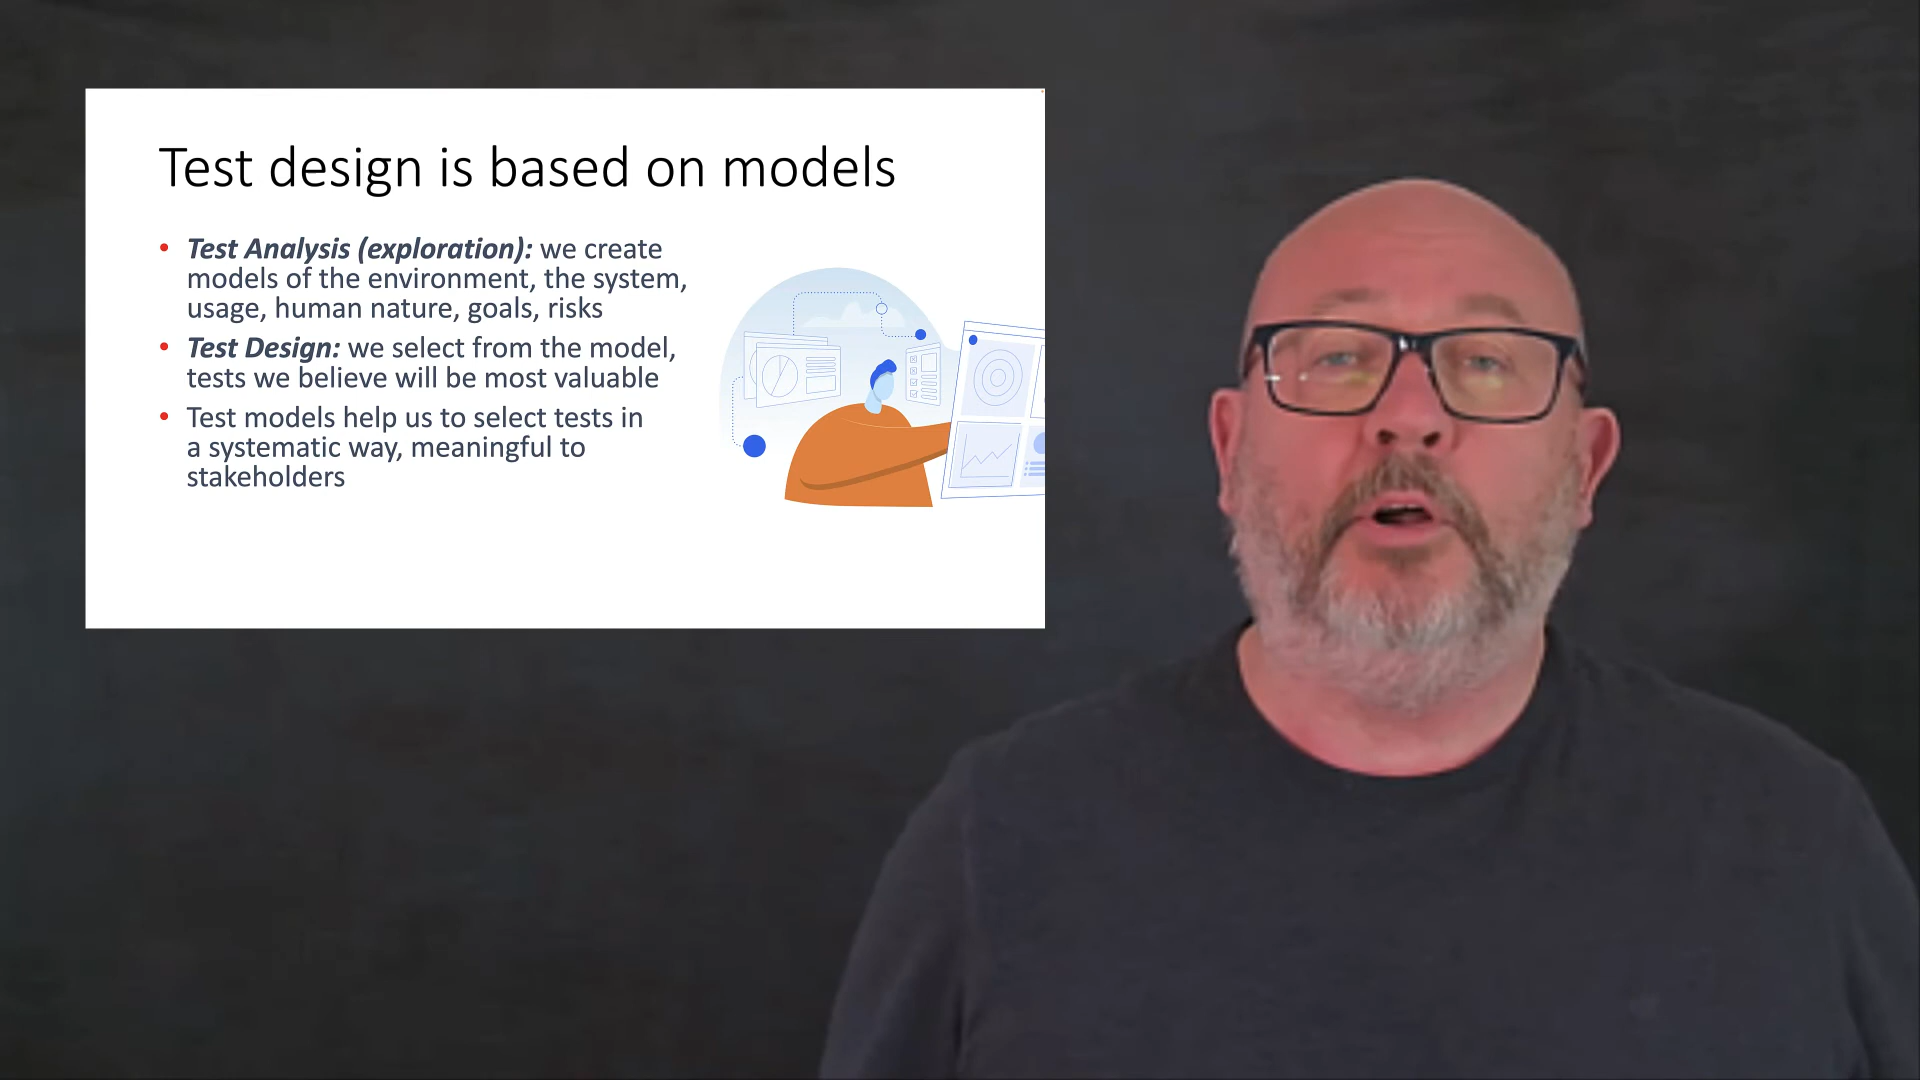 Test design is based on models
• Test Analysis (exploration): we create
models of the environment, the system,
usage, human nature, goals, risks
• Test Design: we select from the model,
tests we believe will be most valuable
• Test models help us to select tests in
a systematic way, meaningful to
stakeholders